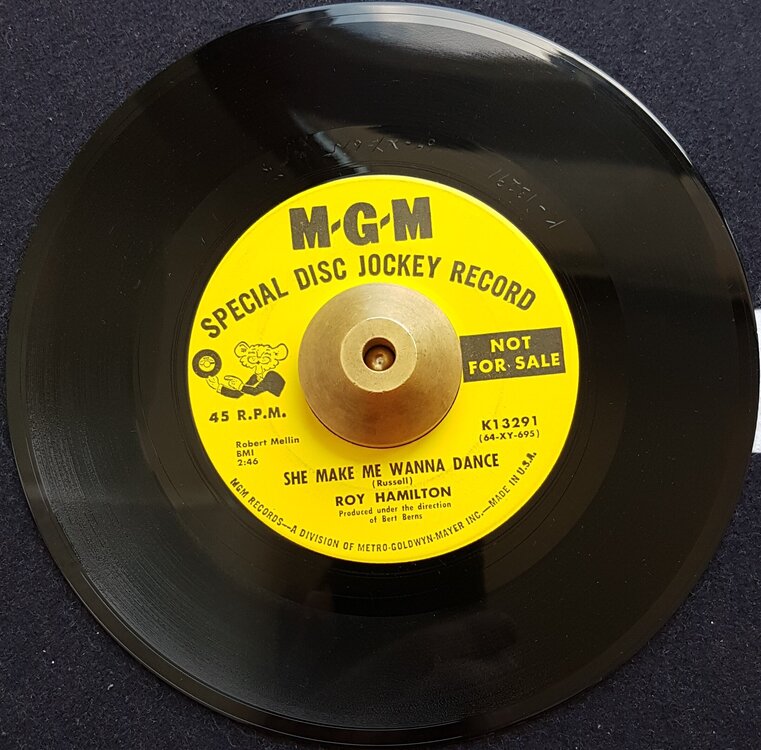 M-G-M
SPECIAL DISC JOCKEY RECORD
NOT
FOR SALE
45 R.P.M.
K13291
(64-XY-695)
Robert Mellin
BMI
2:46
SHE MAKE ME WANNA DANCE
(Russell)
ROY HAMILTON
Produced under the direction
of Bert Berns
MGM RECORDS—A DIVISION OF METRO-GOLDWYN-MAYER INC.—MADE IN U.S.A.